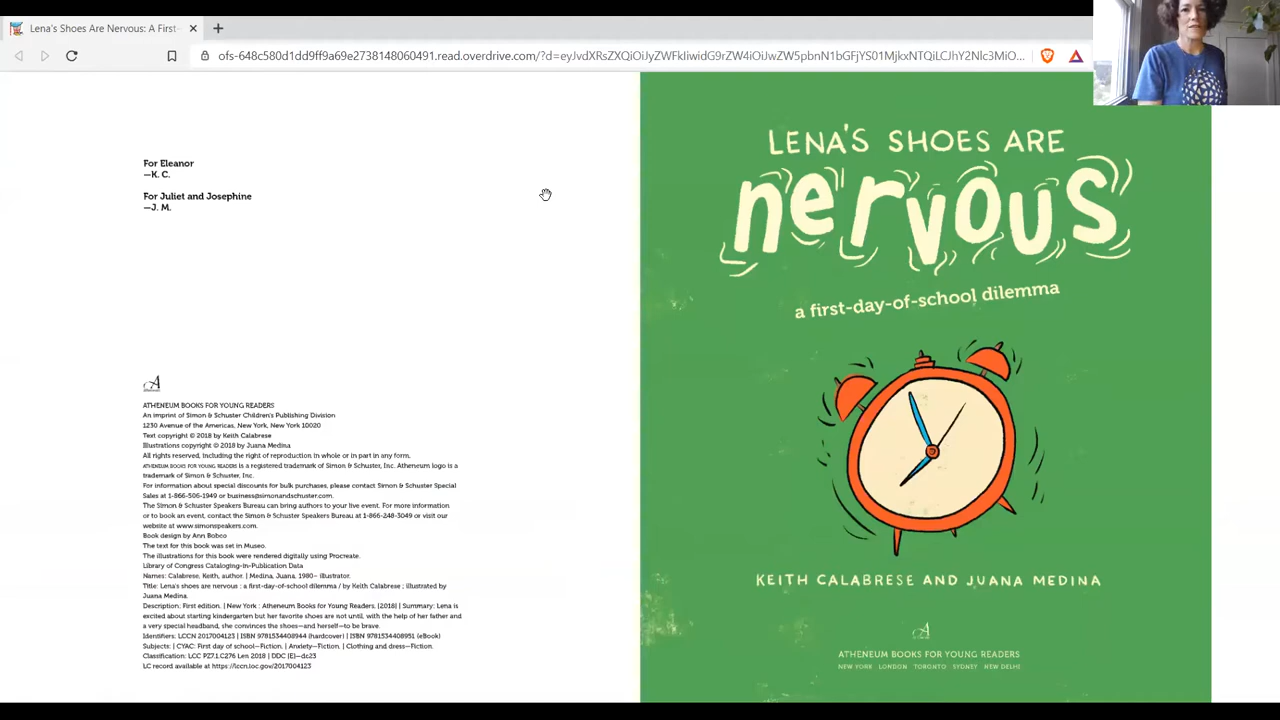 Lena's Shoes Are Nervous: A First-
ofs-648c580d1dd9ff9a69e2738148060491.read.overdrive.com/?d=
For Eleanor
—K. C.
For Juliet and Josephine
—J. M.
A
ATHENEUM BOOKS FOR YOUNG READERS
An imprint of Simon & Schuster Children's Publishing Division
1230 Avenue of the Americas, New York, New York 10020
Text copyright © 2018 by Keith Calabrese
Illustrations copyright © 2018 by Juana Medina
All rights reserved, including the right of reproduction in whole or in part in any form.
ATHENEUM BOOKS FOR YOUNG READERS is a registered trademark of Simon & Schuster, Inc. Atheneum logo is a
trademark of Simon & Schuster, Inc.
For information about special discounts for bulk purchases, please contact Simon & Schuster Special
Sales at 1-866-506-1949 or business@simonandschuster.com.
The Simon & Schuster Speakers Bureau can bring authors to your live event. For more information
or to book an event, contact the Simon & Schuster Speakers Bureau at 1-866-248-3049 or visit our
website at www.simonspeakers.com.
Book design by Ann Bobco
The text for this book was set in Museo.
The illustrations for this book were rendered digitally using Procreate.
Library of Congress Cataloging-in-Publication Data
Names: Calabrese, Keith, author. | Medina, Juana, 1980– illustrator.
Title: Lena's shoes are nervous : a first-day-of-school dilemma / by Keith Calabrese ; illustrated by
Juana Medina.
Description: First edition. | New York : Atheneum Books for Young Readers, [2018] | Summary: Lena is
excited about starting kindergarten but her favorite shoes are not until, with the help of her father and
a very special headband, she convinces the shoes—and herself—to be brave.
Identifiers: LCCN 2017004123 | ISBN 9781534408944 (hardcover) | ISBN 9781534408951 (eBook)
Subjects: | CYAC: First day of school—Fiction. | Anxiety—Fiction. | Clothing and dress—Fiction.
Classification: LCC PZ7.1.C276 Len 2018 | DDC [E]—dc23
LC record available at https://lccn.loc.gov/2017004123
LENA'S SHOES ARE
nervous
a first-day-of-school dilemma
KEITH CALABRESE AND JUANA MEDINA
A
ATHENEUM BOOKS FOR YOUNG READERS
NEW YORK LONDON TORONTO SYDNEY NEW DELHI